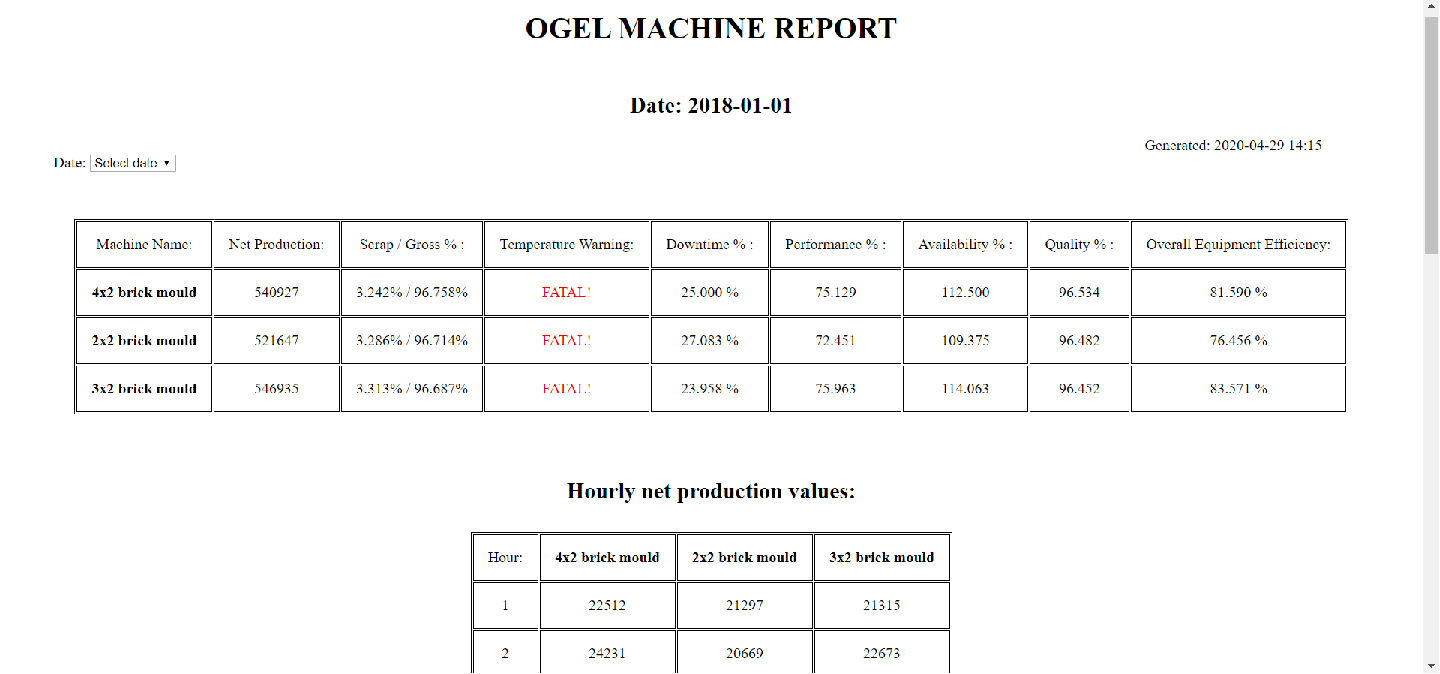 OGEL MACHINE REPORT
Date: 2018-01-01
Generated: 2020-04-29 14:15
Date: Select date
Machine Name: Net Production: Scrap / Gross % : Temperature Warning: Downtime % : Performance % : Availability % : Quality % : Overall Equipment Efficiency:
4x2 brick mould 540927 3.242% / 96.758% FATAL! 25.000 % 75.129 112.500 96.534 81.590 %
2x2 brick mould 521647 3.286% / 96.714% FATAL! 27.083 % 72.451 109.375 96.482 76.456 %
3x2 brick mould 546935 3.313% / 96.687% FATAL! 23.958 % 75.963 114.063 96.452 83.571 %
Hourly net production values:
Hour: 4x2 brick mould 2x2 brick mould 3x2 brick mould
1 22512 21297 21315
2 24231 20669 22673